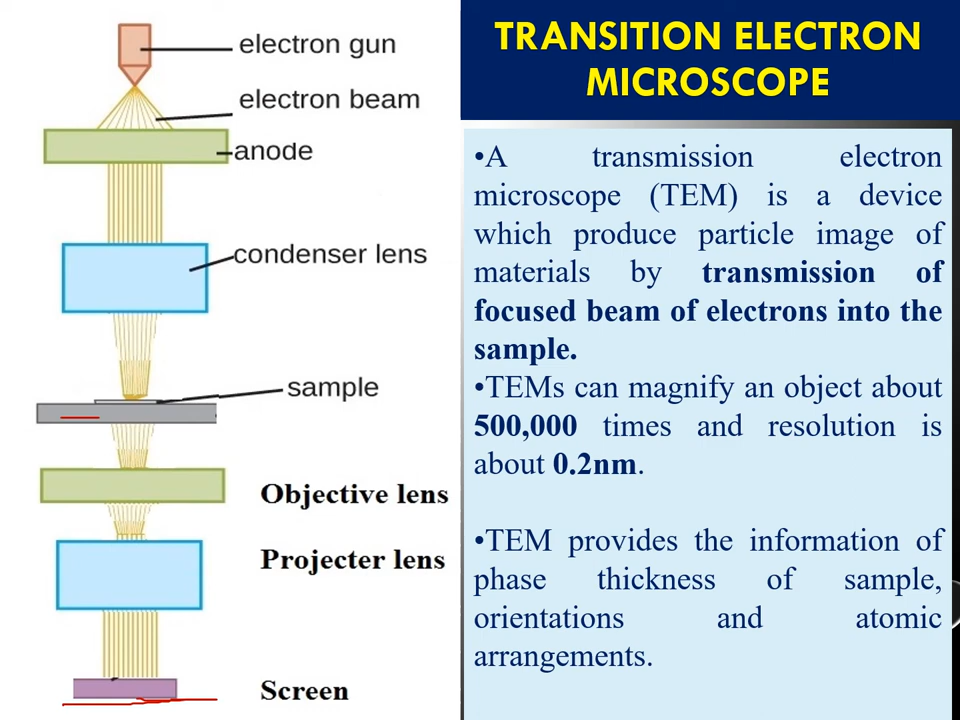 electron gun
electron beam
anode
condenser lens
sample
Objective lens
Projecter lens
Screen
TRANSITION ELECTRON
MICROSCOPE
•A transmission electron
microscope (TEM) is a device
which produce particle image of
materials by transmission of
focused beam of electrons into the
sample.
•TEMs can magnify an object about
500,000 times and resolution is
about 0.2nm.
•TEM provides the information of
phase thickness of sample,
orientations and atomic
arrangements.